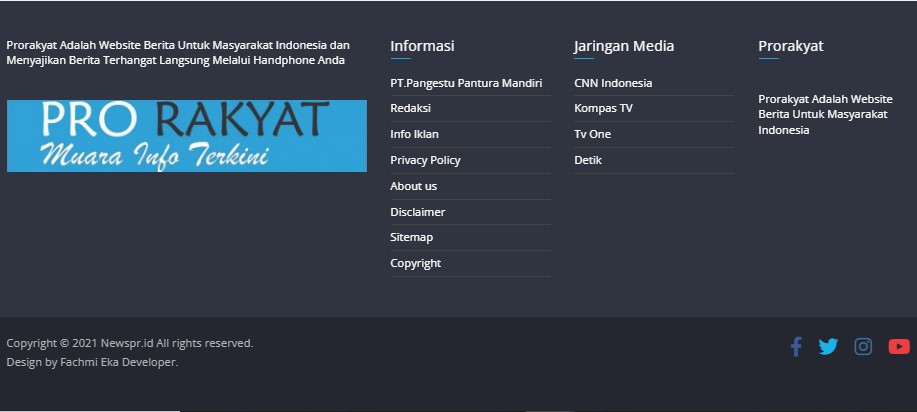 Prorakyat Adalah Website Berita Untuk Masyarakat Indonesia dan
Menyajikan Berita Terhangat Langsung Melalui Handphone Anda
PRO RAKYAT
Muara Info Terkini
Informasi
PT.Pangestu Pantura Mandiri
Redaksi
Info Iklan
Privacy Policy
About us
Disclaimer
Sitemap
Copyright
Jaringan Media
CNN Indonesia
Kompas TV
Tv One
Detik
Prorakyat
Prorakyat Adalah Website
Berita Untuk Masyarakat
Indonesia
Copyright © 2021 Newspr.id All rights reserved.
Design by Fachmi Eka Developer.